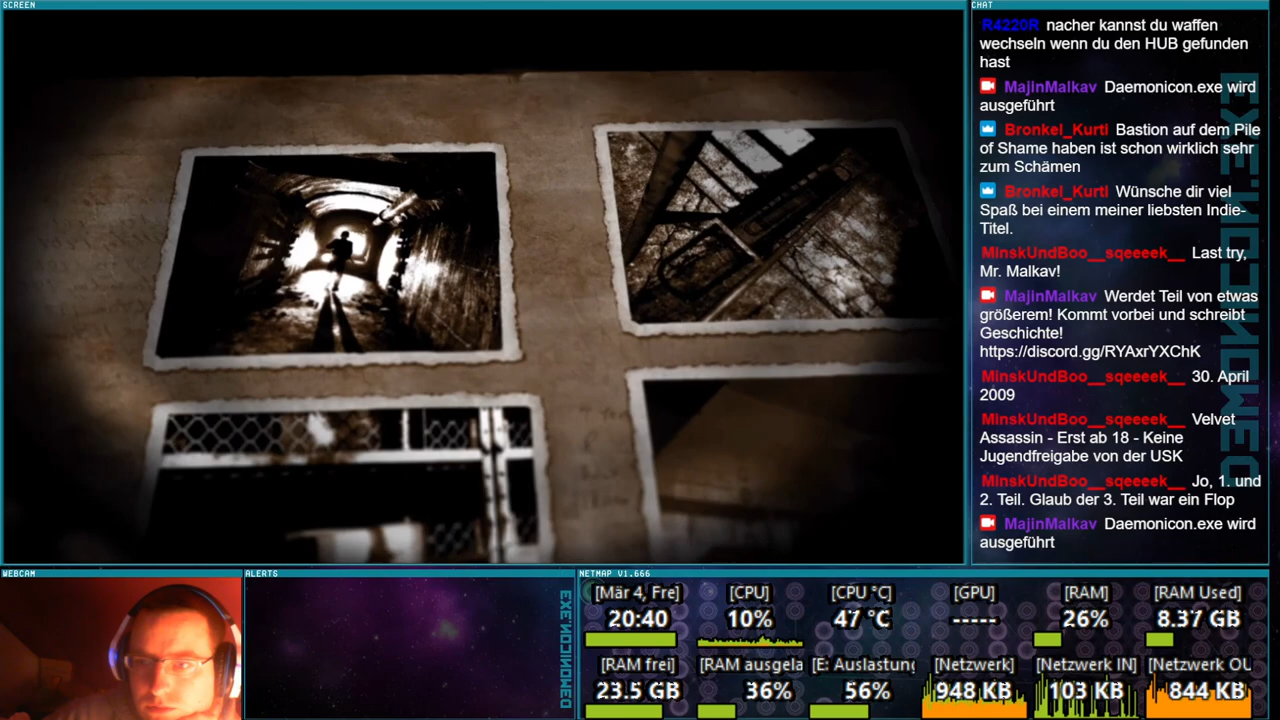 SCREEN
CHAT
R4220R nacher kannst du waffen
wechseln wenn du den HUB gefunden
hast
MajinMalkav Daemonicon.exe wird
ausgeführt
Bronkel_Kurtl Bastion auf dem Pile
of Shame haben ist schon wirklich sehr
zum Schämen
Bronkel_Kurtl Wünsche dir viel
Spaß bei einem meiner liebsten Indie-
Titel.
MinskUndBoo__sqeeeek__ Last try,
Mr. Malkav!
MajinMalkav Werdet Teil von etwas
größerem! Kommt vorbei und schreibt
Geschichte!
https://discord.gg/RYAxrYXChK
MinskUndBoo__sqeeeek__ 30. April
2009
MinskUndBoo__sqeeeek__ Velvet
Assassin - Erst ab 18 - Keine
Jugendfreigabe von der USK
MinskUndBoo__sqeeeek__ Jo, 1. und
2. Teil. Glaub der 3. Teil war ein Flop
MajinMalkav Daemonicon.exe wird
ausgeführt
DEMONICON.EXE
WEBCAM
ALERTS
DEMONICON.EXE
NETMAP V1.666
[Mär 4, Fre] [CPU] [CPU °C] [GPU] [RAM] [RAM Used]
20:40 10% 47 °C ----- 26% 8.37 GB
[RAM frei] [RAM ausgela [E: Auslastung [Netzwerk] [Netzwerk IN] [Netzwerk OU
23.5 GB 36% 56% 948 KB 103 KB 844 KB